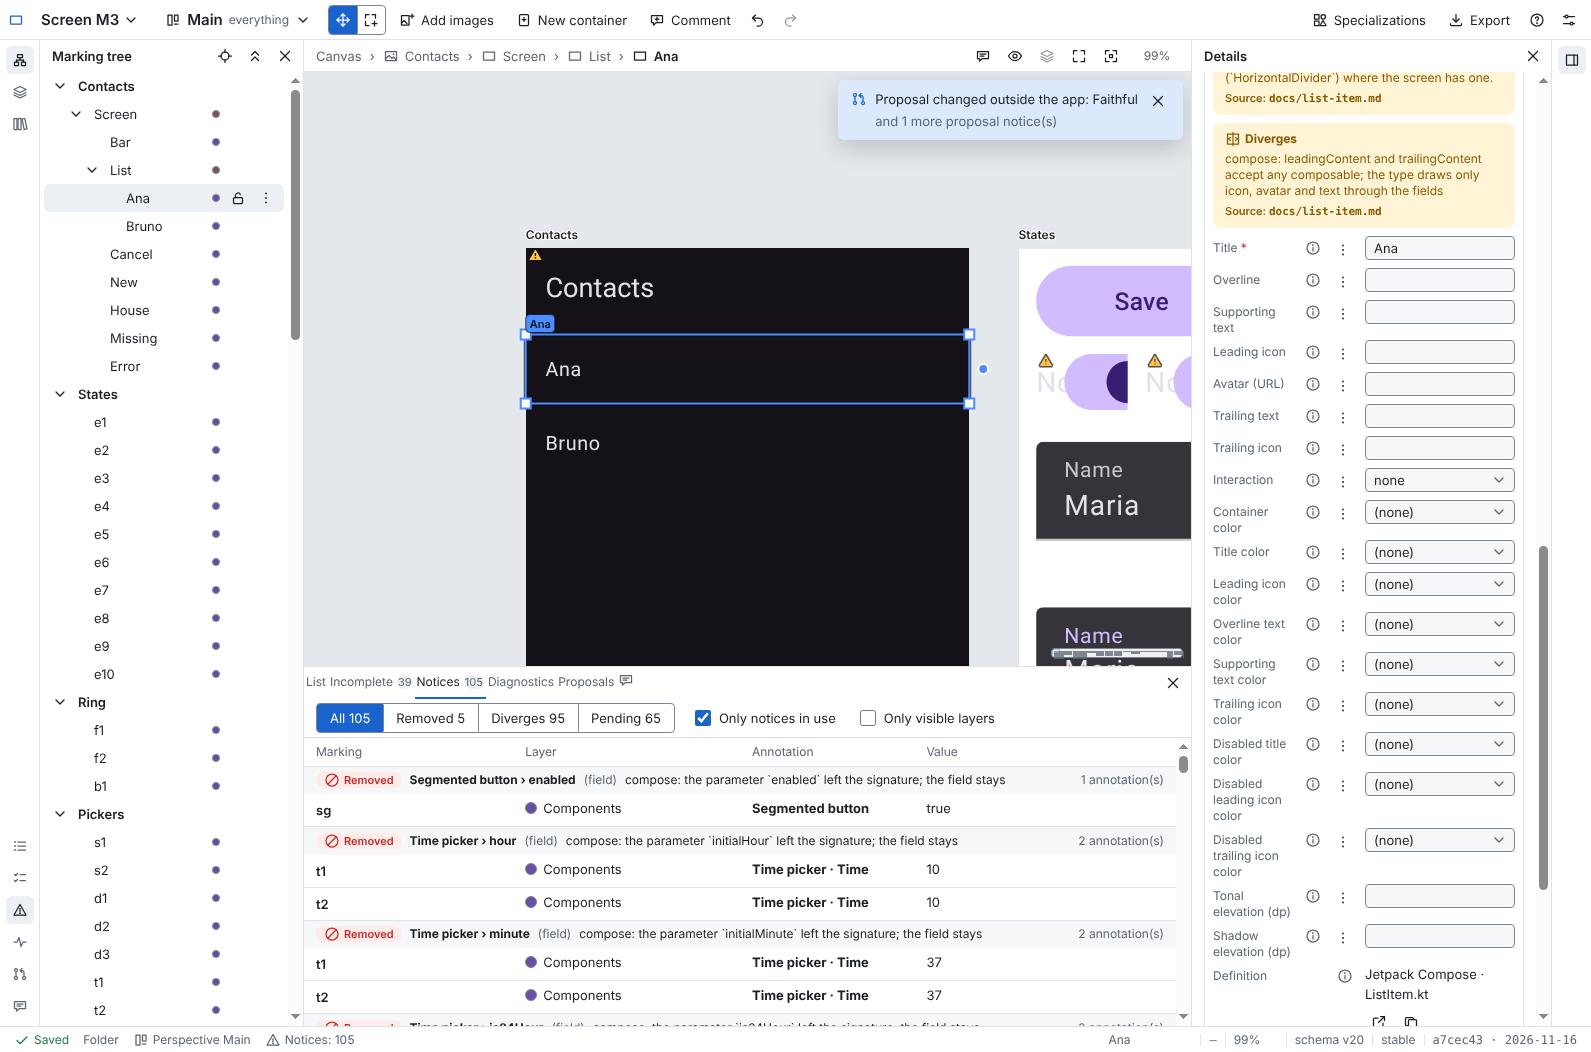 Screen M3
Main everything
Add images
New container
Comment
Specializations
Export
Marking tree
Canvas › Contacts › Screen › List › Ana
99%
Details
Contacts
Screen
Bar
List
Ana
Bruno
Cancel
New
House
Missing
Error
States
e1
e2
e3
e4
e5
e6
e7
e8
e9
e10
Ring
f1
f2
b1
Pickers
s1
s2
d1
d2
d3
t1
t2
Proposal changed outside the app: Faithful
and 1 more proposal notice(s)
Contacts
Contacts
Ana
Ana
Bruno
States
Save
Name
Maria
Name
List Incomplete 39 Notices 105 Diagnostics Proposals
All 105 Removed 5 Diverges 95 Pending 65 Only notices in use Only visible layers
Marking Layer Annotation Value
Removed Segmented button › enabled (field) compose: the parameter `enabled` left the signature; the field stays 1 annotation(s)
sg Components Segmented button true
Removed Time picker › hour (field) compose: the parameter `initialHour` left the signature; the field stays 2 annotation(s)
t1 Components Time picker · Time 10
t2 Components Time picker · Time 10
Removed Time picker › minute (field) compose: the parameter `initialMinute` left the signature; the field stays 2 annotation(s)
t1 Components Time picker · Time 37
t2 Components Time picker · Time 37
(`HorizontalDivider`) where the screen has one.
Source: docs/list-item.md
Diverges
compose: leadingContent and trailingContent
accept any composable; the type draws only
icon, avatar and text through the fields
Source: docs/list-item.md
Title * Ana
Overline
Supporting
text
Leading icon
Avatar (URL)
Trailing text
Trailing icon
Interaction none
Container
color (none)
Title color (none)
Leading icon
color (none)
Overline text
color (none)
Supporting
text color (none)
Trailing icon
color (none)
Disabled title
color (none)
Disabled
leading icon
color (none)
Disabled
trailing icon
color (none)
Tonal
elevation (dp)
Shadow
elevation (dp)
Definition Jetpack Compose ·
ListItem.kt
Saved Folder Perspective Main Notices: 105 Ana – 99% schema v20 stable a7cec43 · 2026-11-16